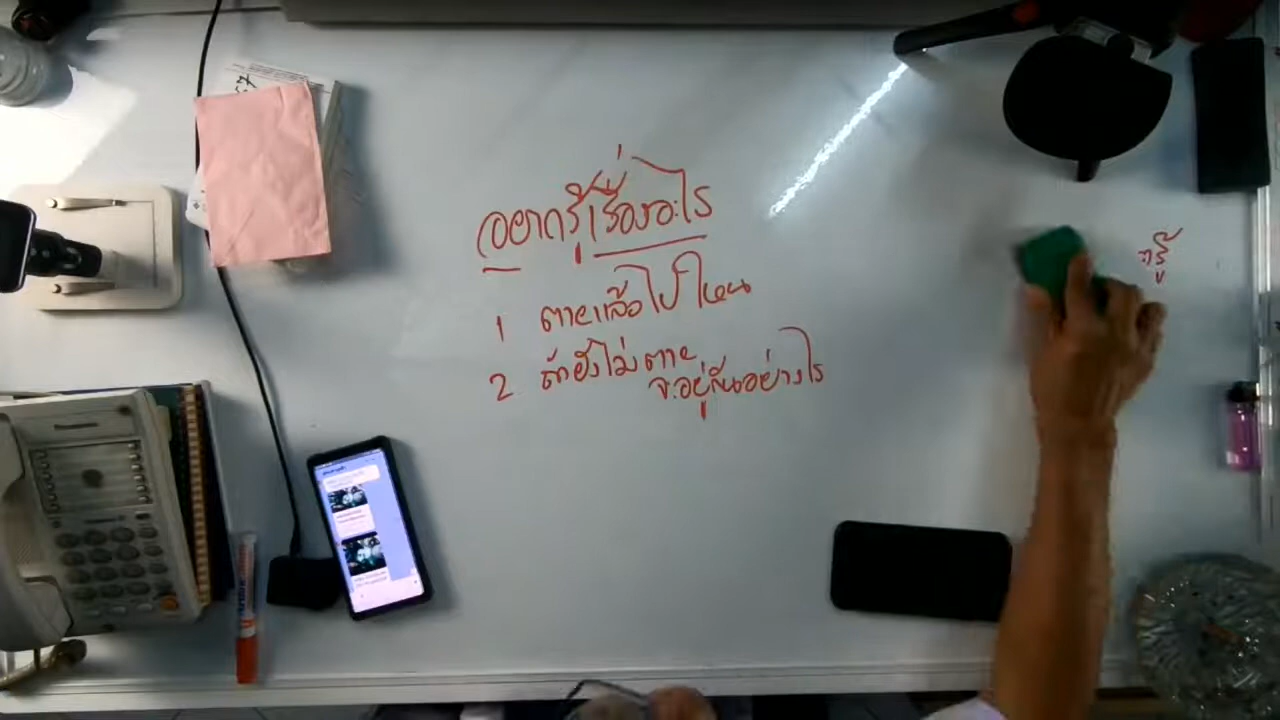 อยากรู้เรื่องอะไร
1 ตายแล้วไปไหน
2 ถ้ายังไม่ตาย
จะอยู่กันอย่างไร
Panasonic